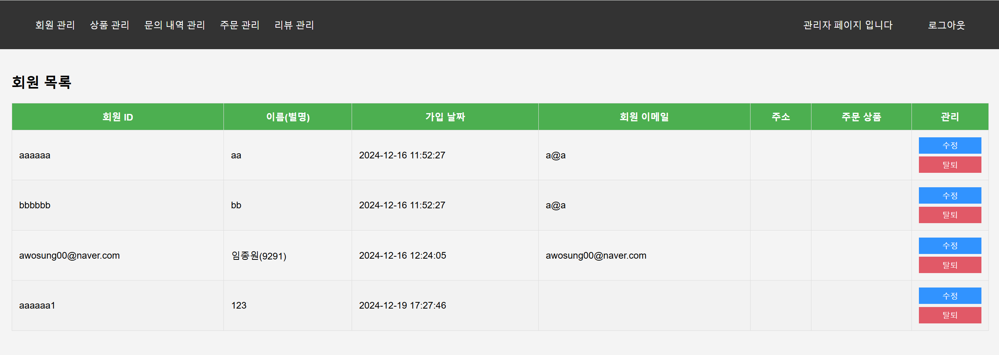 회원 관리 상품 관리 문의 내역 관리 주문 관리 리뷰 관리 관리자 페이지 입니다 로그아웃
회원 목록
회원 ID 이름(별명) 가입 날짜 회원 이메일 주소 주문 상품 관리
aaaaaa aa 2024-12-16 11:52:27 a@a 수정
탈퇴
bbbbbb bb 2024-12-16 11:52:27 a@a 수정
탈퇴
awosung00@naver.com 임종원(9291) 2024-12-16 12:24:05 awosung00@naver.com 수정
탈퇴
aaaaaa1 123 2024-12-19 17:27:46 수정
탈퇴